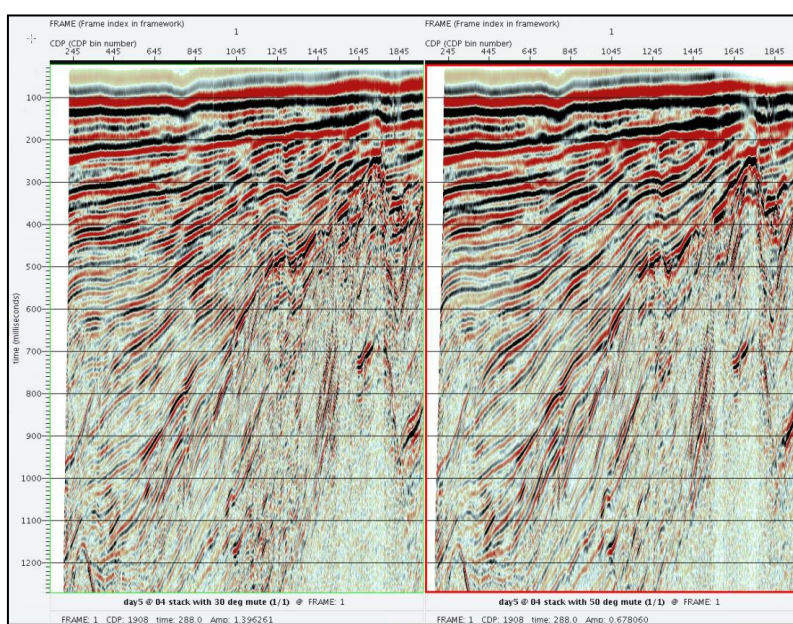 FRAME (Frame index in framework) FRAME (Frame index in framework)
1 1
CDP (CDP bin number) CDP (CDP bin number)
245 445 645 845 1045 1245 1445 1645 1845 245 445 645 845 1045 1245 1445 1645 1845
100
200
300
400
500
600
time (milliseconds)
700
800
900
1000
1100
1200
day5 @ 04 stack with 30 deg mute (1/1) @ FRAME: 1 day5 @ 04 stack with 50 deg mute (1/1) @ FRAME: 1
FRAME: 1 CDP: 1908 time: 288.0 Amp: 1.396261 FRAME: 1 CDP: 1908 time: 288.0 Amp: 0.678060